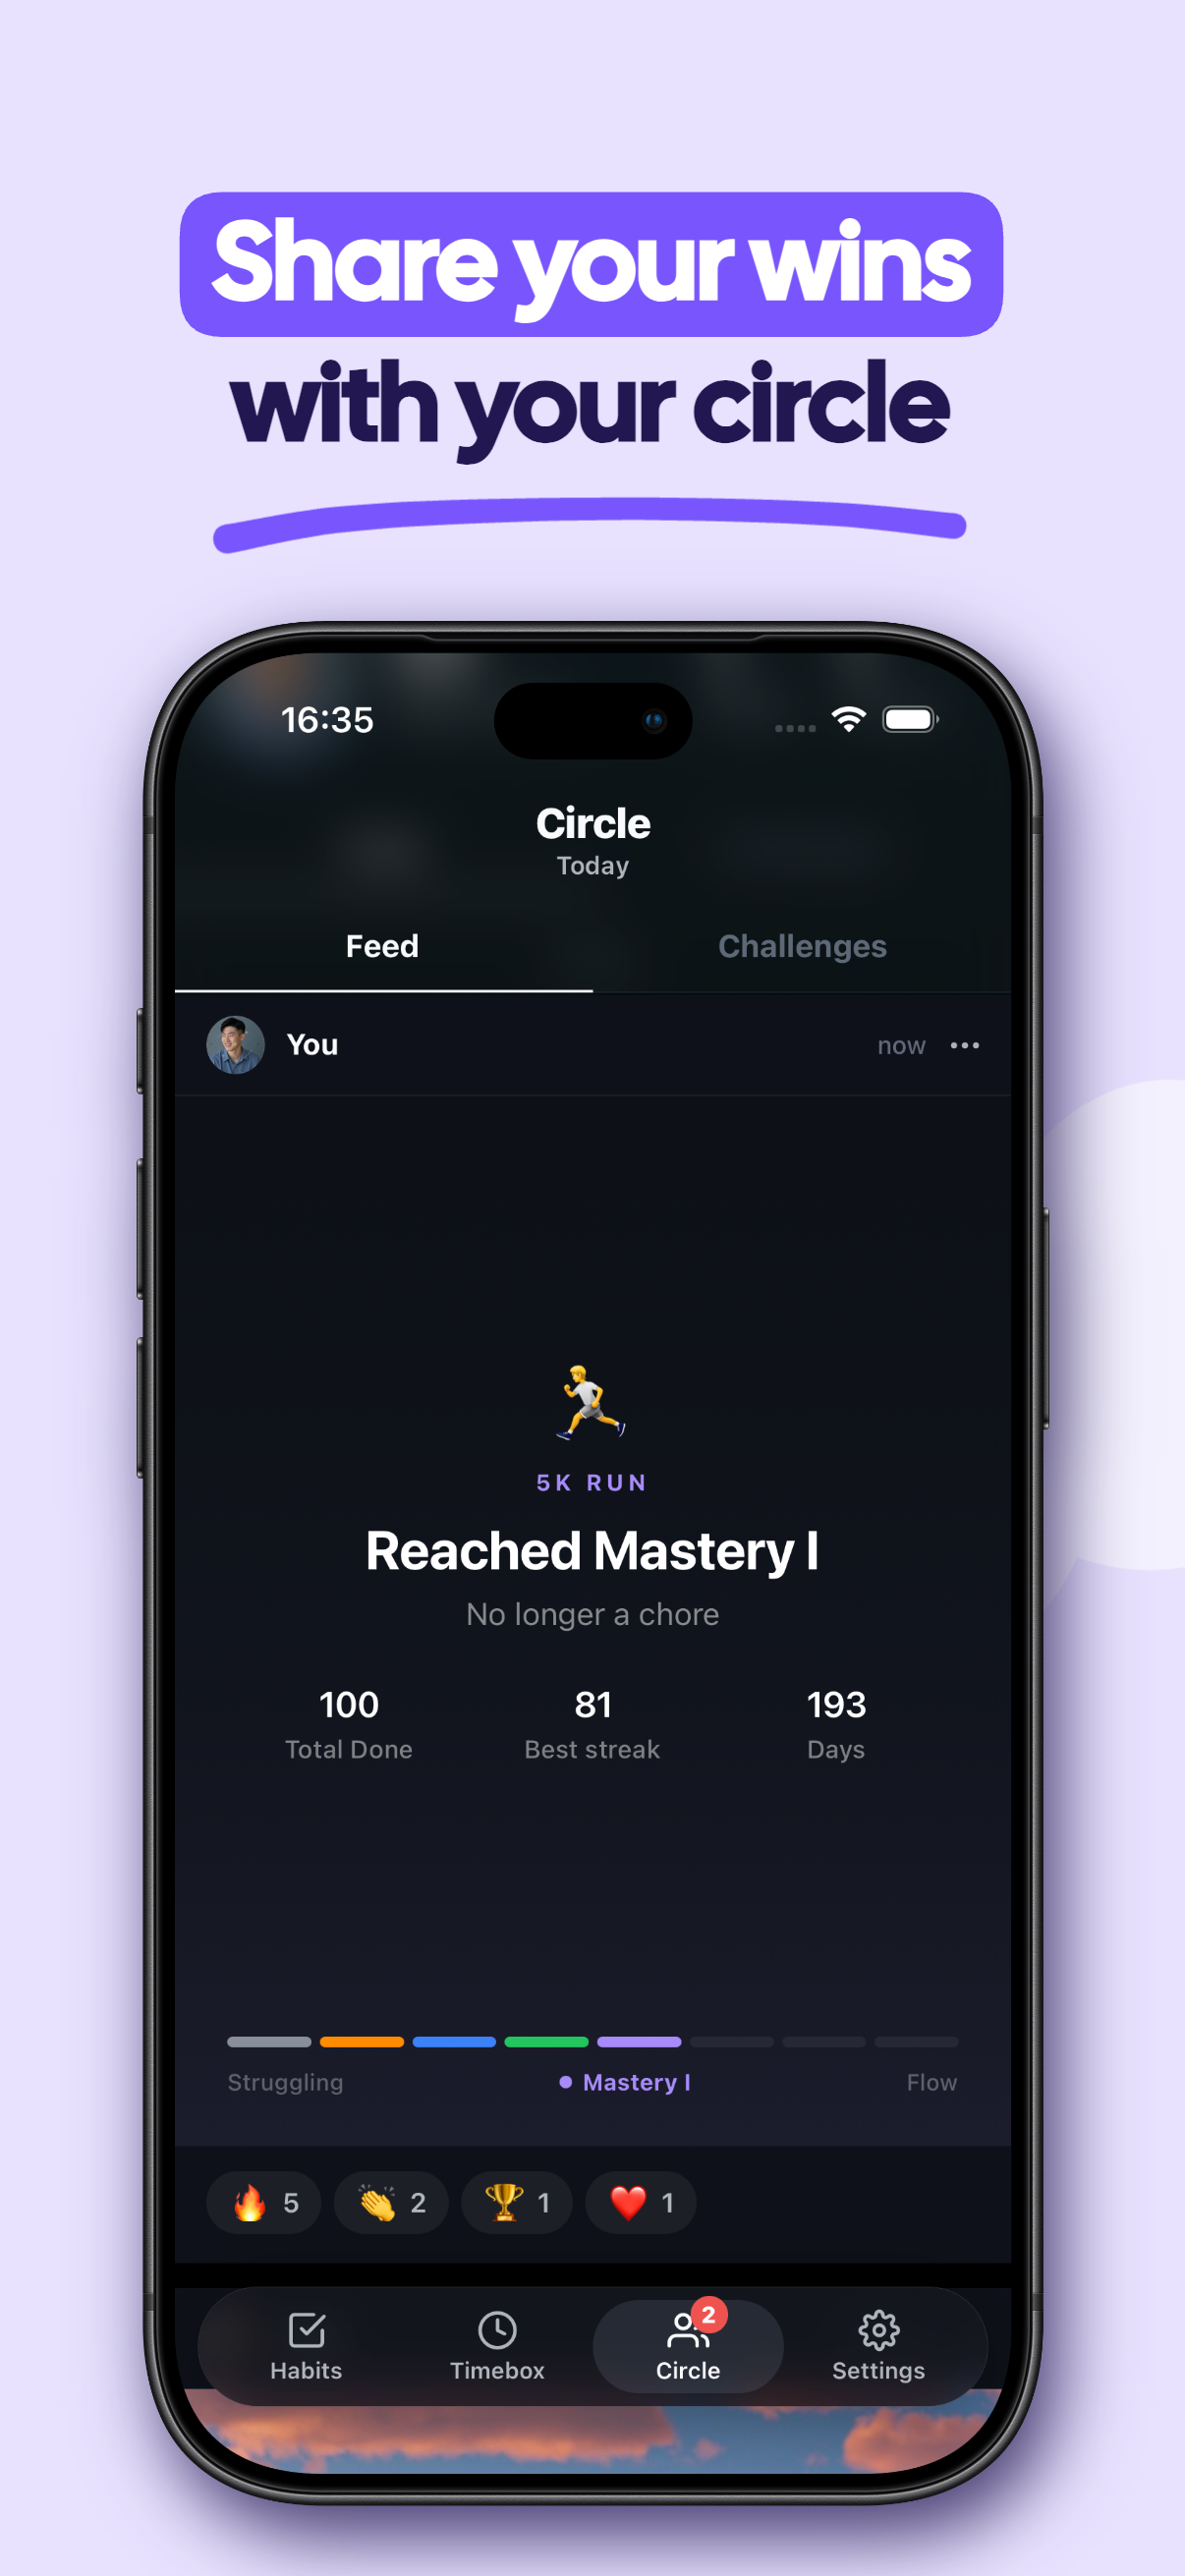 Share your wins
with your circle
16:35
Circle
Today
Feed
Challenges
You
now
5K RUN
Reached Mastery I
No longer a chore
100
81
193
Total Done
Best streak
Days
Struggling
Mastery I
Flow
5
2
1
1
2
Habits
Timebox
Circle
Settings